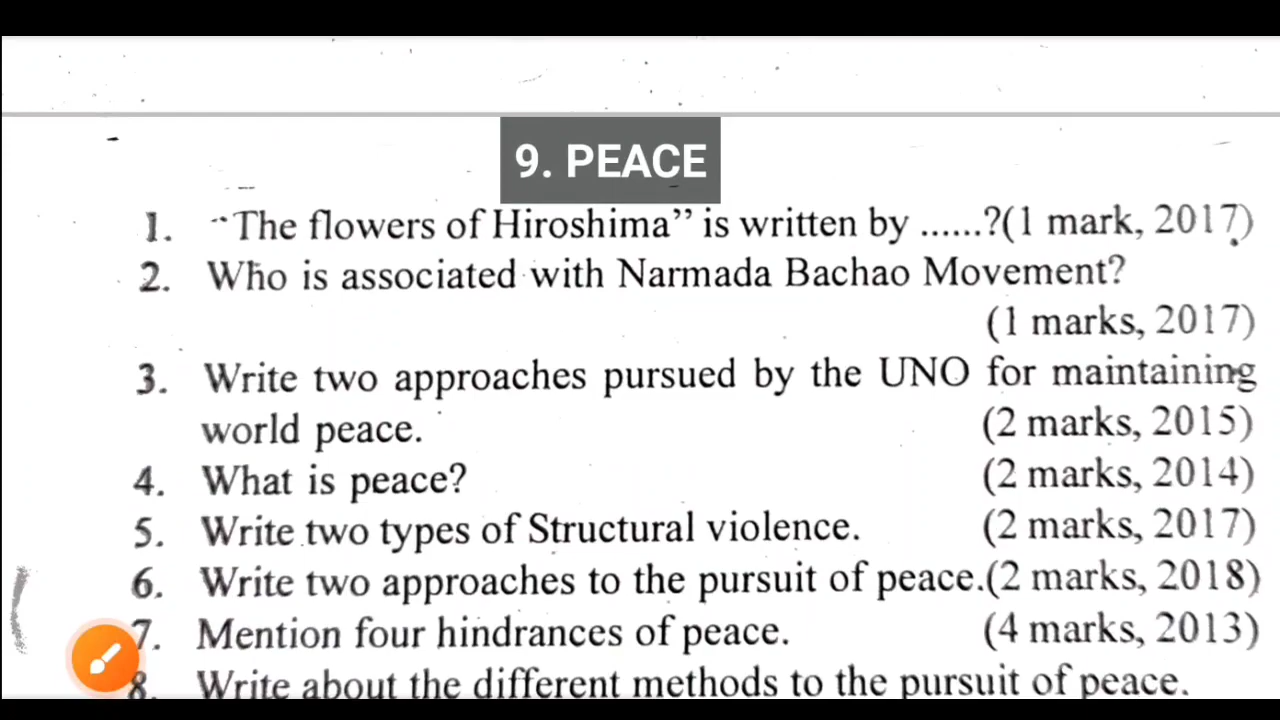 9. PEACE
1. "The flowers of Hiroshima” is written by ......?(1 mark, 2017)
2. Who is associated with Narmada Bachao Movement?
(1 marks, 2017)
3. Write two approaches pursued by the UNO for maintaining
world peace. (2 marks, 2015)
4. What is peace? (2 marks, 2014)
5. Write two types of Structural violence. (2 marks, 2017)
6. Write two approaches to the pursuit of peace.(2 marks, 2018)
7. Mention four hindrances of peace. (4 marks, 2013)
8. Write about the different methods to the pursuit of peace.